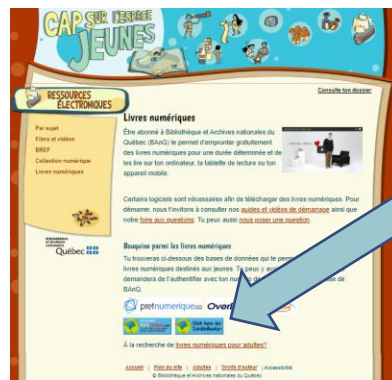 CAP SUR L'ESPACE
JEUNES
Consulte ton dossier
RESSOURCES
ÉLECTRONIQUES
Par sujet
Films et vidéos
BREF
Collection numérique
Livres numériques
Québec
Livres numériques
Être abonné à Bibliothèque et Archives nationales du
Québec (BAnQ) te permet d'emprunter gratuitement
des livres numériques pour une durée déterminée et de
les lire sur ton ordinateur, ta tablette de lecture ou ton
appareil mobile.
Certains logiciels sont nécessaires afin de télécharger des livres numériques. Pour
démarrer, nous t'invitons à consulter nos guides et vidéos de démarrage ainsi que
notre foire aux questions. Tu peux aussi nous poser une question.
Bouquine parmi les livres numériques
Tu trouveras ci-dessous des bases de données qui te
livres numériques destinés aux jeunes. Tu peux y
demandera de t'authentifier avec ton de
BAnQ.
pretnumerique.ca
Click here for
À la recherche de livres numériques pour adultes?
Accueil | Plan du site | Adultes | Droits d'auteur | Accessibilité
© Bibliothèque et Archives nationales du Québec